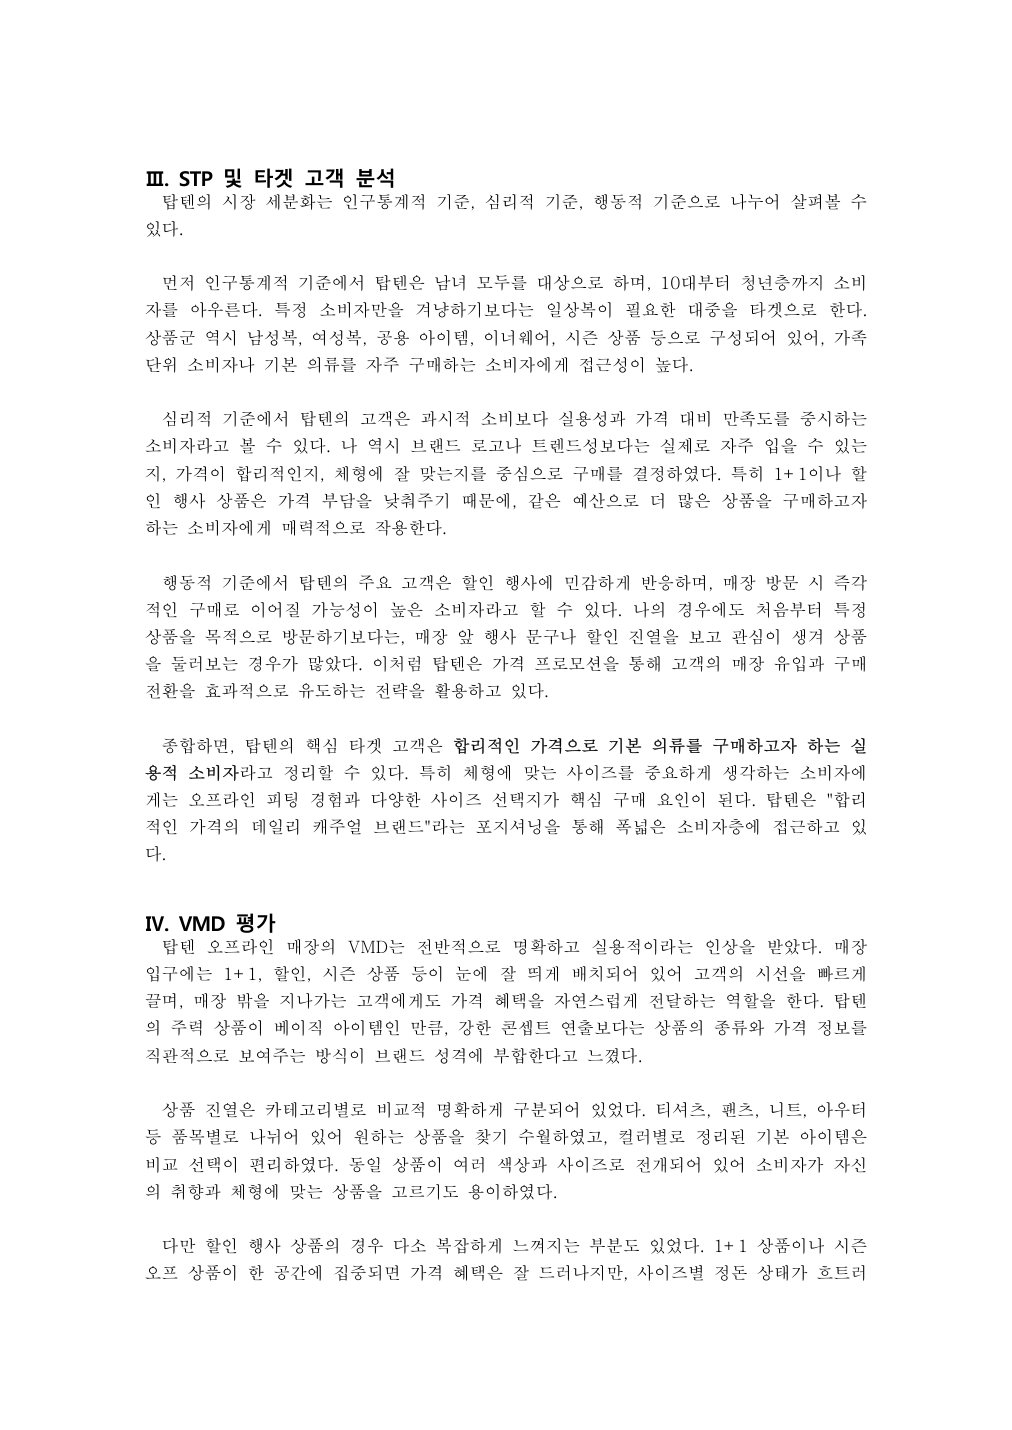 Ⅲ. STP 및 타겟 고객 분석
탑텐의 시장 세분화는 인구통계적 기준, 심리적 기준, 행동적 기준으로 나누어 살펴볼 수
있다.
먼저 인구통계적 기준에서 탑텐은 남녀 모두를 대상으로 하며, 10대부터 청년층까지 소비
자를 아우른다. 특정 소비자만을 겨냥하기보다는 일상복이 필요한 대중을 타겟으로 한다.
상품군 역시 남성복, 여성복, 공용 아이템, 이너웨어, 시즌 상품 등으로 구성되어 있어, 가족
단위 소비자나 기본 의류를 자주 구매하는 소비자에게 접근성이 높다.
심리적 기준에서 탑텐의 고객은 과시적 소비보다 실용성과 가격 대비 만족도를 중시하는
소비자라고 볼 수 있다. 나 역시 브랜드 로고나 트렌드성보다는 실제로 자주 입을 수 있는
지, 가격이 합리적인지, 체형에 잘 맞는지를 중심으로 구매를 결정하였다. 특히 1+1이나 할
인 행사 상품은 가격 부담을 낮춰주기 때문에, 같은 예산으로 더 많은 상품을 구매하고자
하는 소비자에게 매력적으로 작용한다.
행동적 기준에서 탑텐의 주요 고객은 할인 행사에 민감하게 반응하며, 매장 방문 시 즉각
적인 구매로 이어질 가능성이 높은 소비자라고 할 수 있다. 나의 경우에도 처음부터 특정
상품을 목적으로 방문하기보다는, 매장 앞 행사 문구나 할인 진열을 보고 관심이 생겨 상품
을 둘러보는 경우가 많았다. 이처럼 탑텐은 가격 프로모션을 통해 고객의 매장 유입과 구매
전환을 효과적으로 유도하는 전략을 활용하고 있다.
종합하면, 탑텐의 핵심 타겟 고객은 합리적인 가격으로 기본 의류를 구매하고자 하는 실
용적 소비자라고 정리할 수 있다. 특히 체형에 맞는 사이즈를 중요하게 생각하는 소비자에
게는 오프라인 피팅 경험과 다양한 사이즈 선택지가 핵심 구매 요인이 된다. 탑텐은 "합리
적인 가격의 데일리 캐주얼 브랜드"라는 포지셔닝을 통해 폭넓은 소비자층에 접근하고 있
다.
Ⅳ. VMD 평가
탑텐 오프라인 매장의 VMD는 전반적으로 명확하고 실용적이라는 인상을 받았다. 매장
입구에는 1+1, 할인, 시즌 상품 등이 눈에 잘 띄게 배치되어 있어 고객의 시선을 빠르게
끌며, 매장 밖을 지나가는 고객에게도 가격 혜택을 자연스럽게 전달하는 역할을 한다. 탑텐
의 주력 상품이 베이직 아이템인 만큼, 강한 콘셉트 연출보다는 상품의 종류와 가격 정보를
직관적으로 보여주는 방식이 브랜드 성격에 부합한다고 느꼈다.
상품 진열은 카테고리별로 비교적 명확하게 구분되어 있었다. 티셔츠, 팬츠, 니트, 아우터
등 품목별로 나뉘어 있어 원하는 상품을 찾기 수월하였고, 컬러별로 정리된 기본 아이템은
비교 선택이 편리하였다. 동일 상품이 여러 색상과 사이즈로 전개되어 있어 소비자가 자신
의 취향과 체형에 맞는 상품을 고르기도 용이하였다.
다만 할인 행사 상품의 경우 다소 복잡하게 느껴지는 부분도 있었다. 1+1 상품이나 시즌
오프 상품이 한 공간에 집중되면 가격 혜택은 잘 드러나지만, 사이즈별 정돈 상태가 흐트러